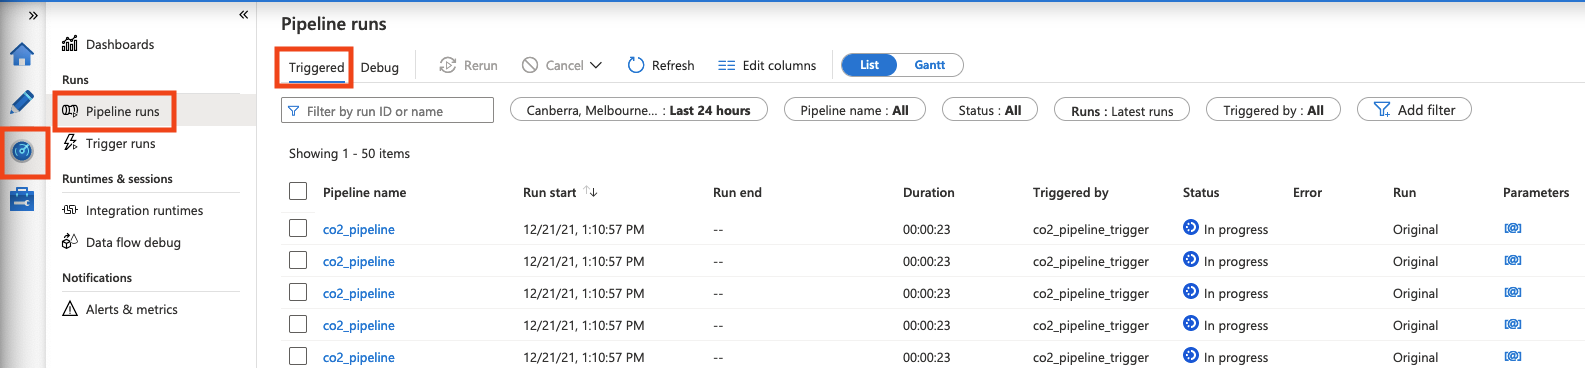 »
«
Dashboards
Runs
Pipeline runs
Trigger runs
Runtimes & sessions
Integration runtimes
Data flow debug
Notifications
Alerts & metrics
Pipeline runs
Triggered Debug Rerun Cancel Refresh Edit columns List Gantt
Filter by run ID or name Canberra, Melbourne... : Last 24 hours Pipeline name : All Status : All Runs : Latest runs Triggered by : All Add filter
Showing 1 - 50 items
Pipeline name Run start ↑↓ Run end Duration Triggered by Status Error Run Parameters
co2_pipeline 12/21/21, 1:10:57 PM -- 00:00:23 co2_pipeline_trigger In progress Original [@]
co2_pipeline 12/21/21, 1:10:57 PM -- 00:00:23 co2_pipeline_trigger In progress Original [@]
co2_pipeline 12/21/21, 1:10:57 PM -- 00:00:23 co2_pipeline_trigger In progress Original [@]
co2_pipeline 12/21/21, 1:10:57 PM -- 00:00:23 co2_pipeline_trigger In progress Original [@]
co2_pipeline 12/21/21, 1:10:57 PM -- 00:00:23 co2_pipeline_trigger In progress Original [@]